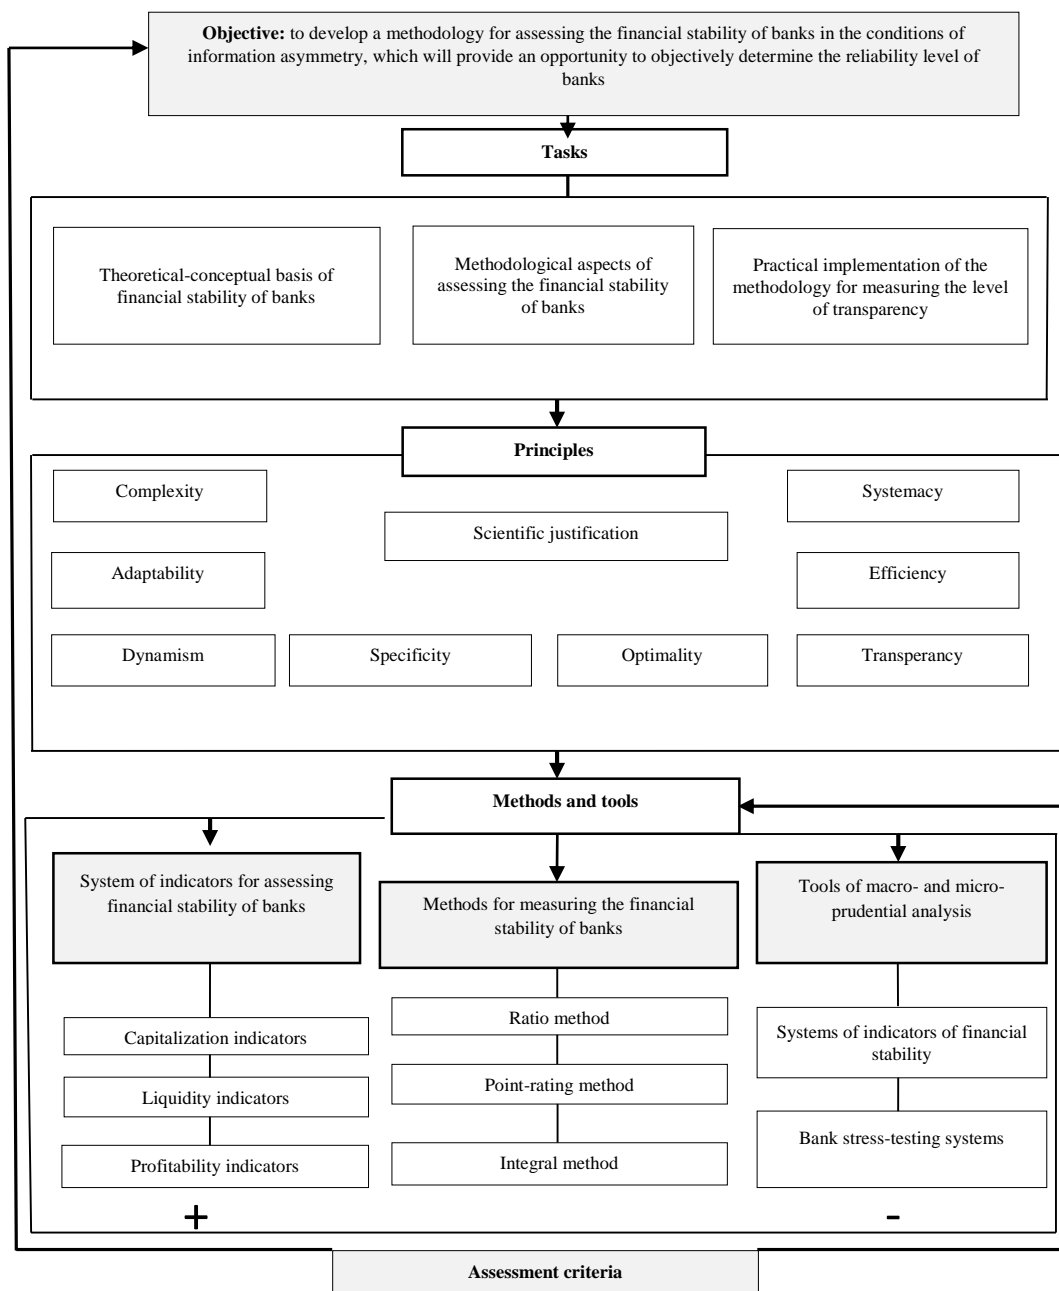 Objective: to develop a methodology for assessing the financial stability of banks in the conditions of
information asymmetry, which will provide an opportunity to objectively determine the reliability level of
banks
Tasks
Theoretical-conceptual basis of
financial stability of banks
Methodological aspects of
assessing the financial stability
of banks
Practical implementation of the
methodology for measuring the level
of transparency
Principles
Complexity
Systemacy
Scientific justification
Adaptability
Efficiency
Dynamism
Specificity
Optimality
Transperancy
Methods and tools
System of indicators for assessing
financial stability of banks
Methods for measuring the financial
stability of banks
Tools of macro- and micro-
prudential analysis
Capitalization indicators
Liquidity indicators
Profitability indicators
Ratio method
Point-rating method
Integral method
Systems of indicators of financial
stability
Bank stress-testing systems
+
-
Assessment criteria